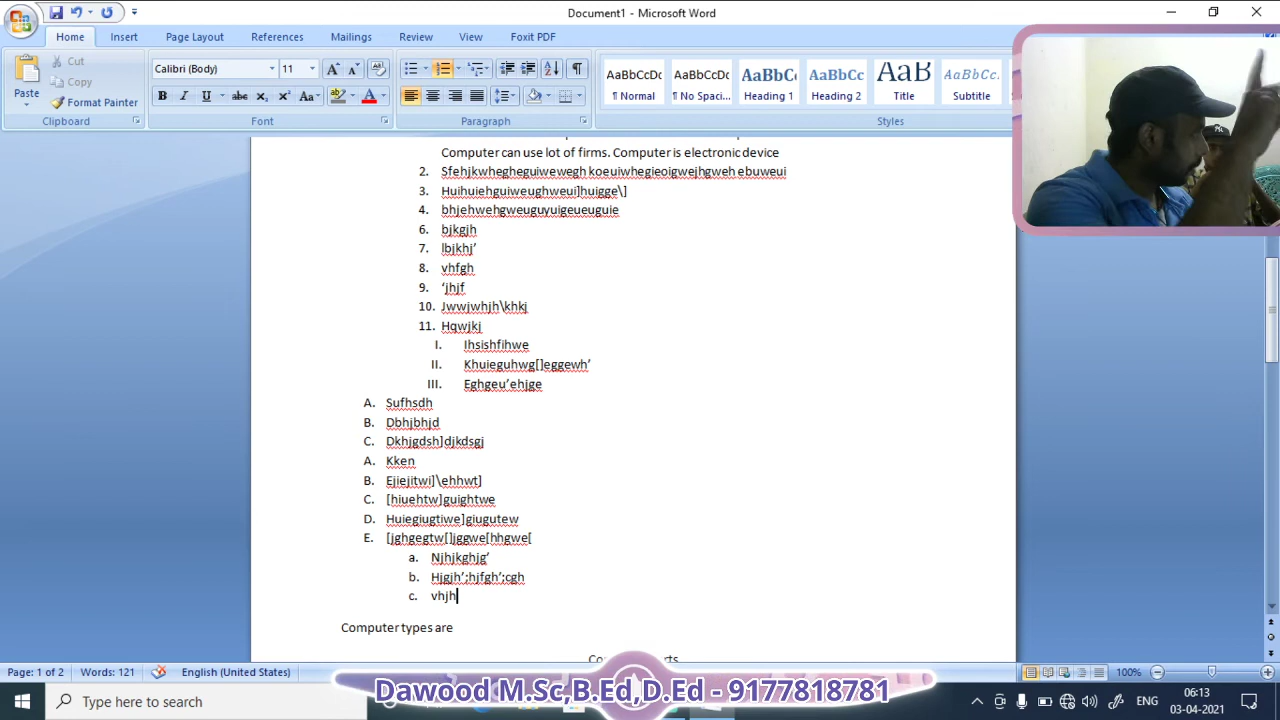 Document1 - Microsoft Word
Home Insert Page Layout References Mailings Review View Foxit PDF
Paste
Cut
Copy
Format Painter
Clipboard
Calibri (Body) 11
Font
Paragraph
AaBbCcDc AaBbCcDc AaBbC AaBbCc AaB AaBbCc.
¶ Normal ¶ No Spaci... Heading 1 Heading 2 Title Subtitle
Styles
Computer can use lot of firms. Computer is electronic device
2. Sfehjkwhegheguiwewegh koeuiwhegieoigwejhgweh ebuweui
3. Huihuiehguiweughweui]huigge\]
4. bhjehwehgweuguyuigeueuguie
6. bjkgjh
7. lbjkhj’
8. vhfgh
9. ‘jhjf
10. Jwwjwhjh\khkj
11. Hqwjkj
I. Ihsishfihwe
II. Khuieguhwg[]eggewh’
III. Eghgeu’ehjge
A. Sufhsdh
B. Dbhjbhjd
C. Dkhjgdsh]djkdsgj
A. Kken
B. Ejiejitwi]\ehhwt]
C. [hiuehtw]guightwe
D. Huiegiugtiwe]giugutew
E. [jghgegtw[]jggwe[hhgwe[
a. Njhjkghjg’
b. Hjgjh’;hjfgh’;cgh
c. vhjh
Computer types are
Page: 1 of 2 Words: 121 English (United States) 100%
Dawood M.Sc,B.Ed,D.Ed - 9177818781
Type here to search
ENG
06:13
03-04-2021